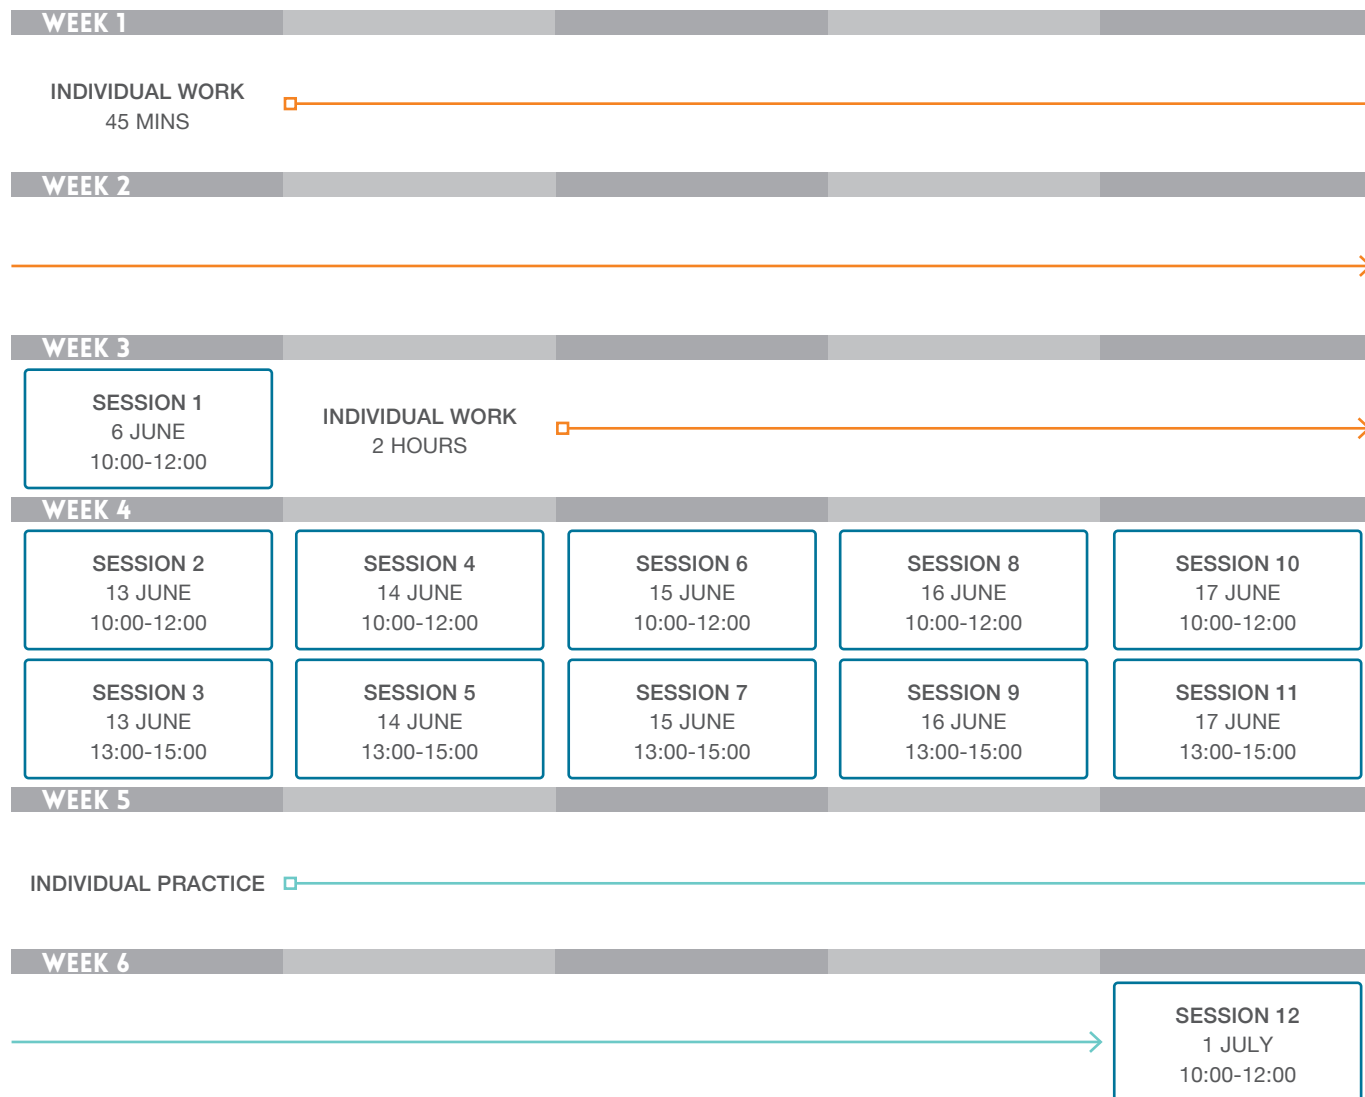 WEEK 1
INDIVIDUAL WORK
45 MINS
WEEK 2
WEEK 3
SESSION 1
6 JUNE
10:00-12:00
INDIVIDUAL WORK
2 HOURS
WEEK 4
SESSION 2
13 JUNE
10:00-12:00
SESSION 4
14 JUNE
10:00-12:00
SESSION 6
15 JUNE
10:00-12:00
SESSION 8
16 JUNE
10:00-12:00
SESSION 10
17 JUNE
10:00-12:00
SESSION 3
13 JUNE
13:00-15:00
SESSION 5
14 JUNE
13:00-15:00
SESSION 7
15 JUNE
13:00-15:00
SESSION 9
16 JUNE
13:00-15:00
SESSION 11
17 JUNE
13:00-15:00
WEEK 5
INDIVIDUAL PRACTICE
WEEK 6
SESSION 12
1 JULY
10:00-12:00